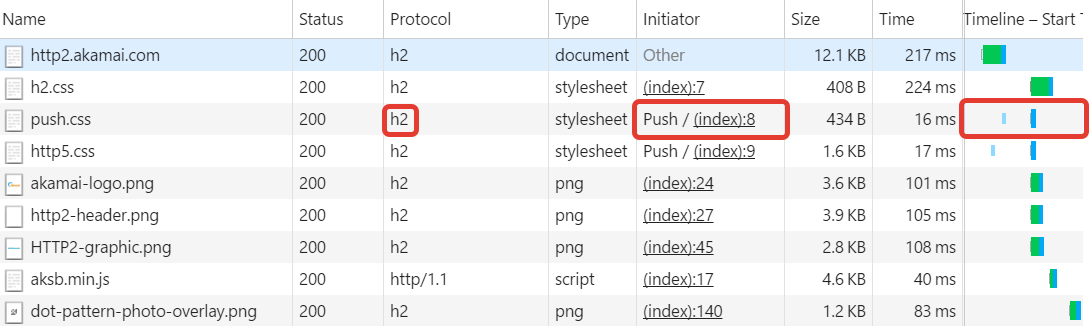 Name Status Protocol Type Initiator Size Time Timeline – Start T
http2.akamai.com 200 h2 document Other 12.1 KB 217 ms
h2.css 200 h2 stylesheet (index):7 408 B 224 ms
push.css 200 h2 stylesheet Push / (index):8 434 B 16 ms
http5.css 200 h2 stylesheet Push / (index):9 1.6 KB 17 ms
akamai-logo.png 200 h2 png (index):24 3.6 KB 101 ms
http2-header.png 200 h2 png (index):27 3.9 KB 105 ms
HTTP2-graphic.png 200 h2 png (index):45 2.8 KB 108 ms
aksb.min.js 200 http/1.1 script (index):17 4.6 KB 40 ms
dot-pattern-photo-overlay.png 200 h2 png (index):140 1.2 KB 83 ms